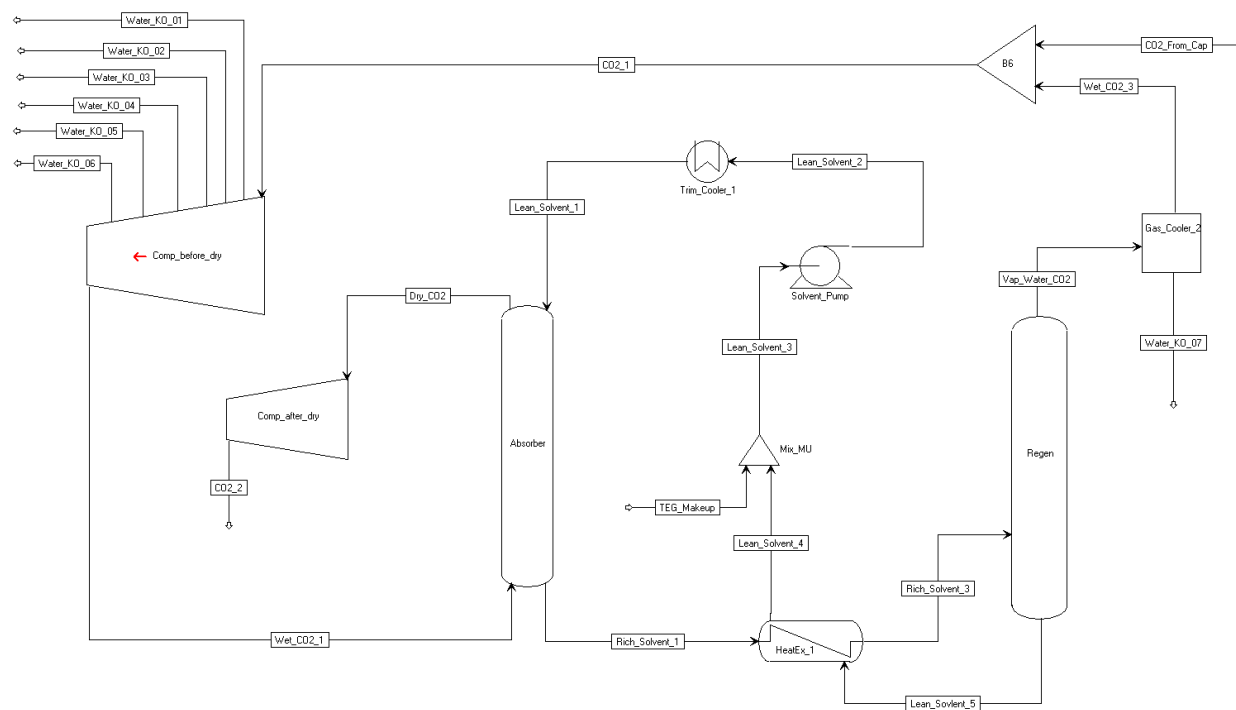 Water_KO_01
Water_KO_02
Water_KO_03
Water_KO_04
Water_KO_05
Water_KO_06
CO2_1
B6
CO2_From_Cap
Wet_CO2_3
Trim_Cooler_1
Lean_Solvent_2
Lean_Solvent_1
Comp_before_dry
Solvent_Pump
Gas_Cooler_2
Vap_Water_CO2
Dry_CO2
Lean_Solvent_3
Water_KO_07
Comp_after_dry
Absorber
Mix_MU
Regen
CO2_2
TEG_Makeup
Lean_Solvent_4
Rich_Solvent_3
Wet_CO2_1
Rich_Solvent_1
HeatEx_1
Lean_Sovlent_5